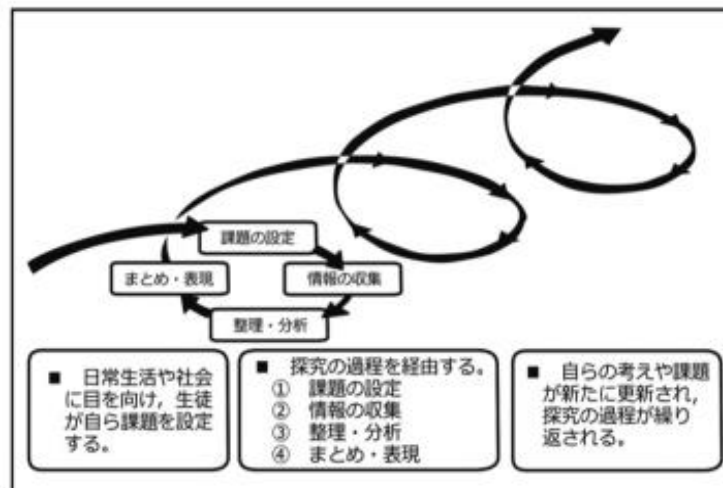 課題の設定
まとめ・表現
情報の収集
整理・分析
■ 日常生活や社会
に目を向け，生徒
が自ら課題を設定
する。
■ 探究の過程を経由する。
① 課題の設定
② 情報の収集
③ 整理・分析
④ まとめ・表現
■ 自らの考えや課題
が新たに更新され，
探究の過程が繰り
返される。